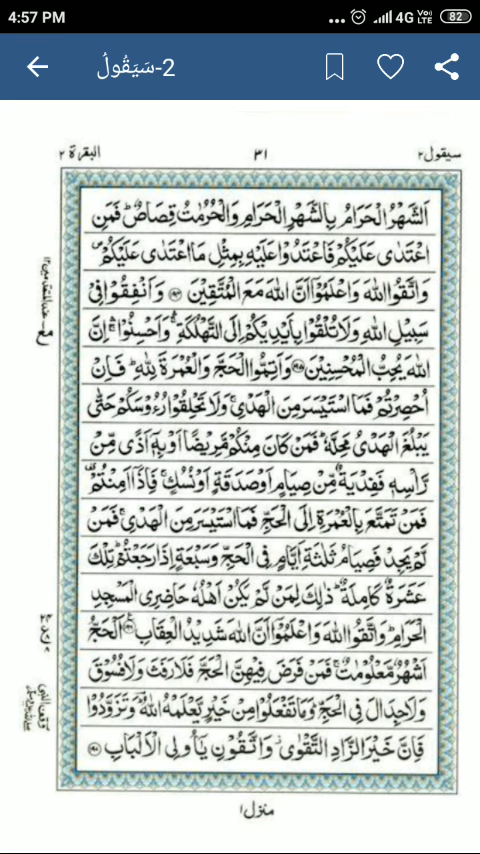 4:57 PM ... 4G VoLTE 82
2-سَيَقُولُ
سيقول ٢ ٣١ البقرة ٢
اَلشَّهْرُ الْحَرَامُ بِالشَّهْرِ الْحَرَامِ وَالْحُرُمٰتُ قِصَاصٌ ؕ فَمَنِ
اعْتَدٰی عَلَیْكُمْ فَاعْتَدُوْا عَلَیْهِ بِمِثْلِ مَا اعْتَدٰی عَلَیْكُمْ ۪
وَاتَّقُوا اللّٰهَ وَاعْلَمُوْۤا اَنَّ اللّٰهَ مَعَ الْمُتَّقِیْنَ ﴿۱۹۴﴾ وَاَنْفِقُوْا فِیْ
سَبِیْلِ اللّٰهِ وَلَا تُلْقُوْا بِاَیْدِیْكُمْ اِلَی التَّهْلُكَةِ ۛۚ وَاَحْسِنُوْا ۛۚ اِنَّ
اللّٰهَ یُحِبُّ الْمُحْسِنِیْنَ ﴿۱۹۵﴾ وَاَتِمُّوا الْحَجَّ وَالْعُمْرَةَ لِلّٰهِ ؕ فَاِنْ
اُحْصِرْتُمْ فَمَا اسْتَیْسَرَ مِنَ الْهَدْیِ ۚ وَلَا تَحْلِقُوْا رُءُوْسَكُمْ حَتّٰی
یَبْلُغَ الْهَدْیُ مَحِلَّهٗ ؕ فَمَنْ كَانَ مِنْكُمْ مَّرِیْضًا اَوْ بِهٖۤ اَذًی مِّنْ
رَّاْسِهٖ فَفِدْیَةٌ مِّنْ صِیَامٍ اَوْ صَدَقَةٍ اَوْ نُسُكٍ ۚ فَاِذَاۤ اَمِنْتُمْ ۥ
فَمَنْ تَمَتَّعَ بِالْعُمْرَةِ اِلَی الْحَجِّ فَمَا اسْتَیْسَرَ مِنَ الْهَدْیِ ۚ فَمَنْ
لَّمْ یَجِدْ فَصِیَامُ ثَلٰثَةِ اَیَّامٍ فِی الْحَجِّ وَسَبْعَةٍ اِذَا رَجَعْتُمْ ؕ تِلْكَ
عَشَرَةٌ كَامِلَةٌ ؕ ذٰلِكَ لِمَنْ لَّمْ یَكُنْ اَهْلُهٗ حَاضِرِی الْمَسْجِدِ
الْحَرَامِ ؕ وَاتَّقُوا اللّٰهَ وَاعْلَمُوْۤا اَنَّ اللّٰهَ شَدِیْدُ الْعِقَابِ ﴿۱۹۶﴾ اَلْحَجُّ
اَشْهُرٌ مَّعْلُوْمٰتٌ ۚ فَمَنْ فَرَضَ فِیْهِنَّ الْحَجَّ فَلَا رَفَثَ وَلَا فُسُوْقَ
وَلَا جِدَالَ فِی الْحَجِّ ؕ وَمَا تَفْعَلُوْا مِنْ خَیْرٍ یَّعْلَمْهُ اللّٰهُ ؕ وَتَزَوَّدُوْا
فَاِنَّ خَیْرَ الزَّادِ التَّقْوٰی ؗ وَاتَّقُوْنِ یٰۤاُولِی الْاَلْبَابِ ﴿۱۹۷﴾
منزل ١